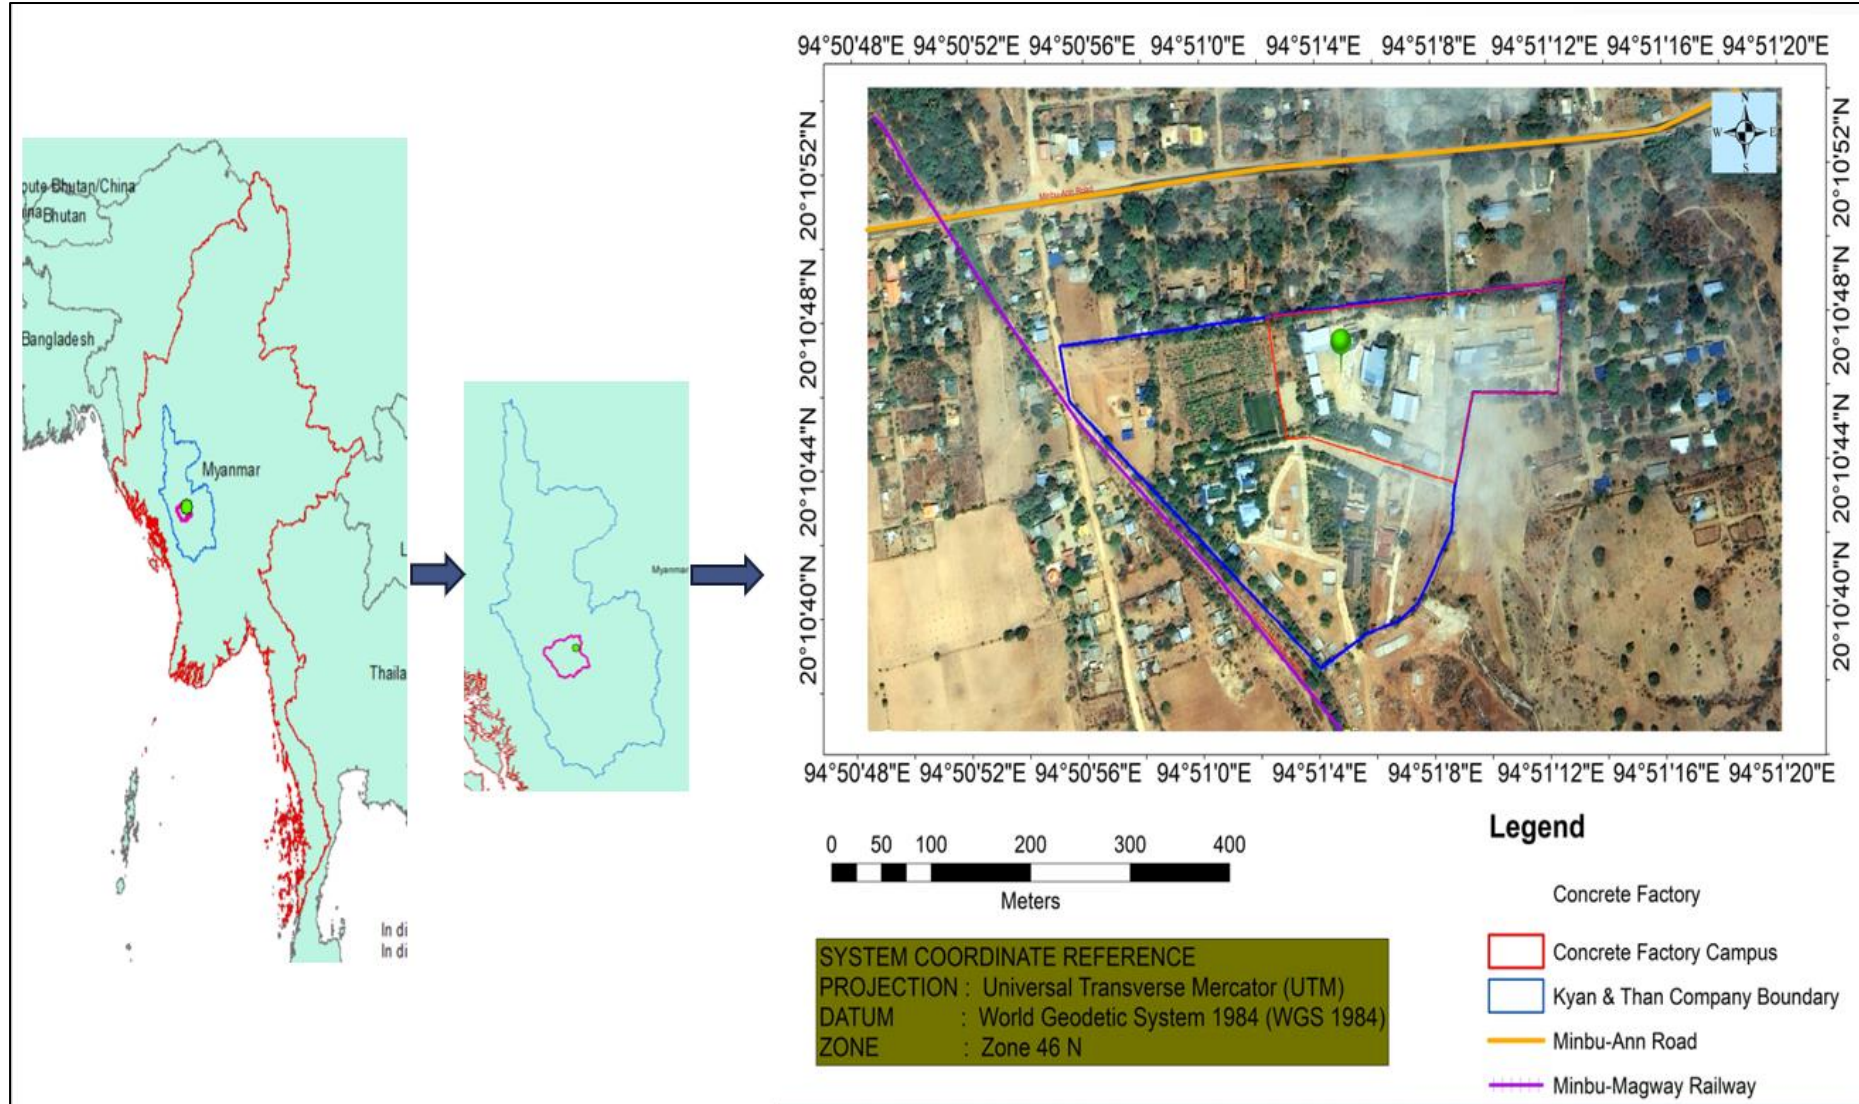 oute Bhutan/China
ina
Bhutan
Bangladesh
Myanmar
L
Thaila
In di
In di
Myanmar
94°50'48"E 94°50'52"E 94°50'56"E 94°51'0"E 94°51'4"E 94°51'8"E 94°51'12"E 94°51'16"E 94°51'20"E
20°10'52"N
20°10'48"N
20°10'44"N
20°10'40"N
Minbu-Ann Road
N
W E
S
20°10'52"N
20°10'48"N
20°10'44"N
20°10'40"N
94°50'48"E 94°50'52"E 94°50'56"E 94°51'0"E 94°51'4"E 94°51'8"E 94°51'12"E 94°51'16"E 94°51'20"E
0 50 100 200 300 400
Meters
SYSTEM COORDINATE REFERENCE
PROJECTION : Universal Transverse Mercator (UTM)
DATUM : World Geodetic System 1984 (WGS 1984)
ZONE : Zone 46 N
Legend
Concrete Factory
Concrete Factory Campus
Kyan & Than Company Boundary
Minbu-Ann Road
Minbu-Magway Railway